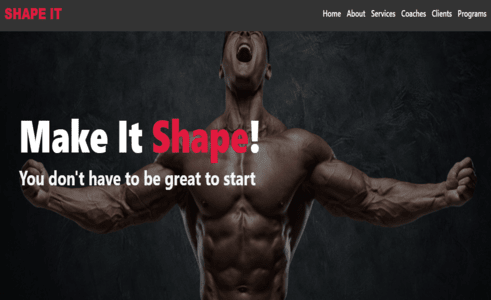 SHAPE IT
Home About Services Coaches Clients Programs
Make It Shape!
You don't have to be great to start